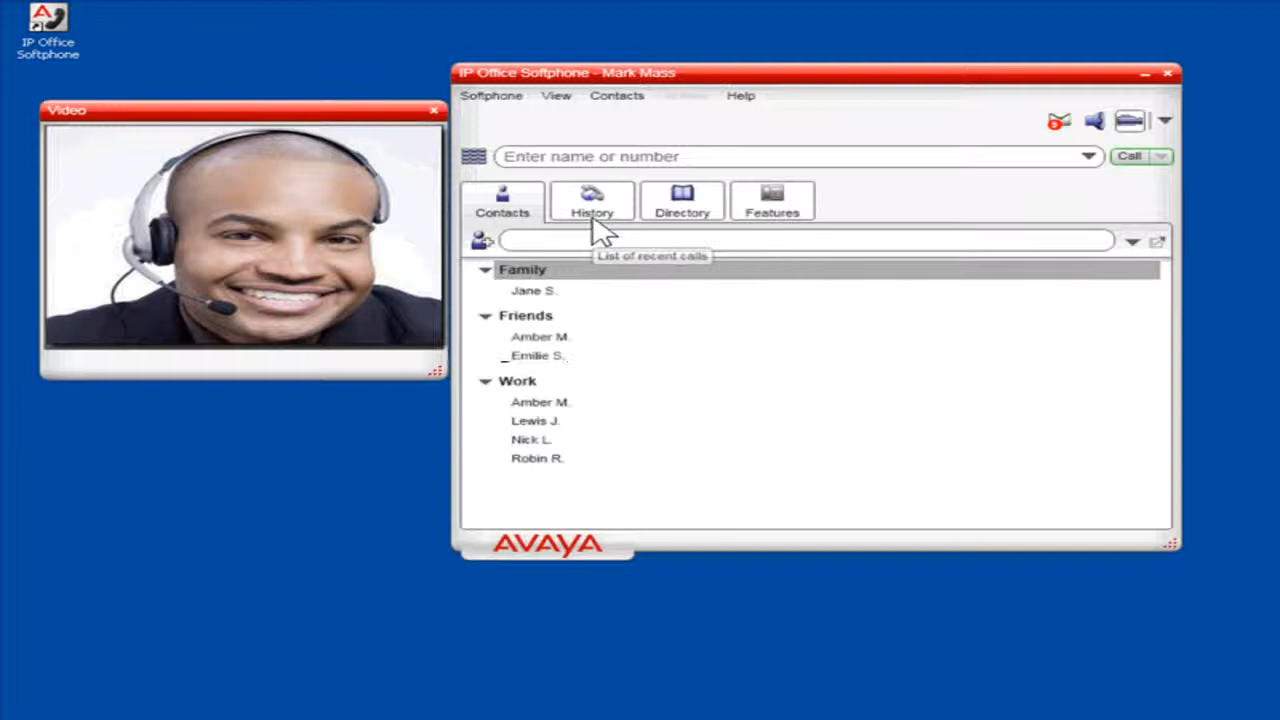 IP Office
Softphone
Video
IP Office Softphone - Mark Mass
Softphone View Contacts Help
Enter name or number
Call
Contacts History Directory Features
List of recent calls
Family
Jane S.
Friends
Amber M.
Emilie S.
Work
Amber M.
Lewis J.
Nick L.
Robin R.
AVAYA